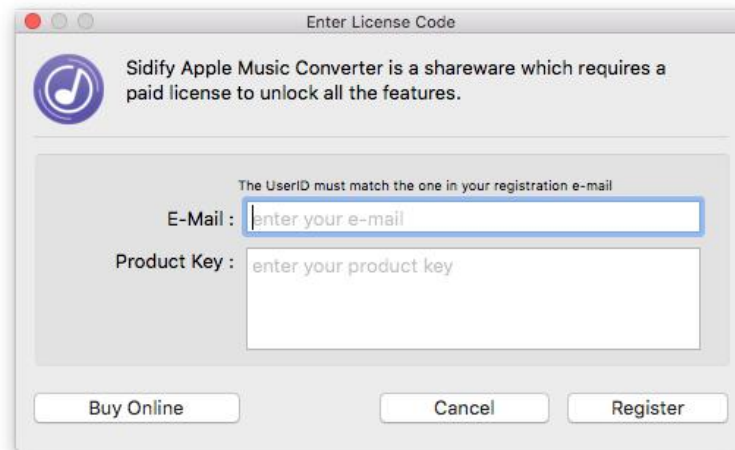 Enter License Code
Sidify Apple Music Converter is a shareware which requires a
paid license to unlock all the features.
The UserID must match the one in your registration e-mail
E-Mail :
enter your e-mail
Product Key :
enter your product key
Buy Online
Cancel
Register